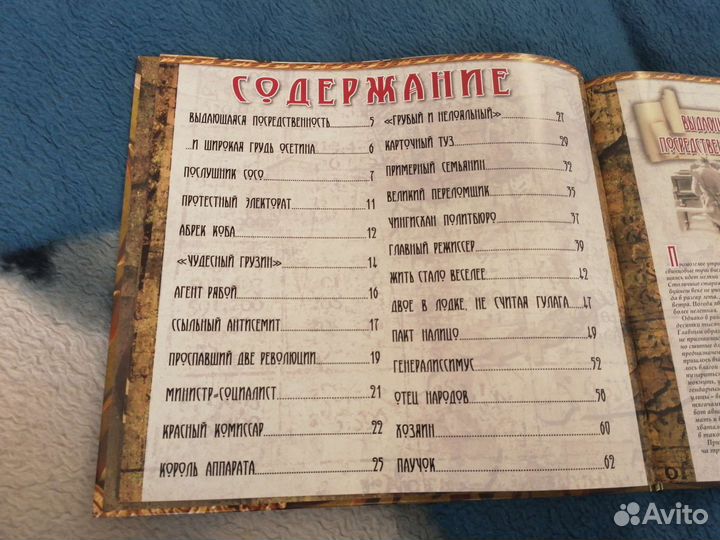 СОДЕРЖАНИЕ
ВЫДАЮЩАЯСЯ ПОСРЕДСТВЕННОСТЬ 5
...И ШИРОКАЯ ГРУДЬ ОСЕТИНА 6
ПОСЛУШНИК СОСО 7
ПРОТЕСТНЫЙ ЭЛЕКТОРАТ 11
АБРЕК КОБА 12
«ЧУДЕСНЫЙ ГРУЗИН» 14
АГЕНТ РЯБОЙ 16
ССЫЛЬНЫЙ АНТИСЕМИТ 17
ПРОСПАВШИЙ ДВЕ РЕВОЛЮЦИИ 19
МИНИСТР-СОЦИАЛИСТ 21
КРАСНЫЙ КОМИССАР 22
КОРОЛЬ АППАРАТА 25
«ГРУБЫЙ И НЕЛОЯЛЬНЫЙ» 27
КАРТОЧНЫЙ ТУЗ 29
ПРИМЕРНЫЙ СЕМЬЯНИН 32
ВЕЛИКИЙ ПЕРЕЛОМЩИК 35
ЧИНГИСХАН ПОЛИТБЮРО 37
ГЛАВНЫЙ РЕЖИССЕР 39
ЖИТЬ СТАЛО ВЕСЕЛЕЕ 42
ДВОЕ В ЛОДКЕ, НЕ СЧИТАЯ ГУЛАГА 47
ПАКТ НАЛИЦО 49
ГЕНЕРАЛИССИМУС 52
ОТЕЦ НАРОДОВ 58
ХОЗЯИН 60
ПАУЧОК 62
Avito